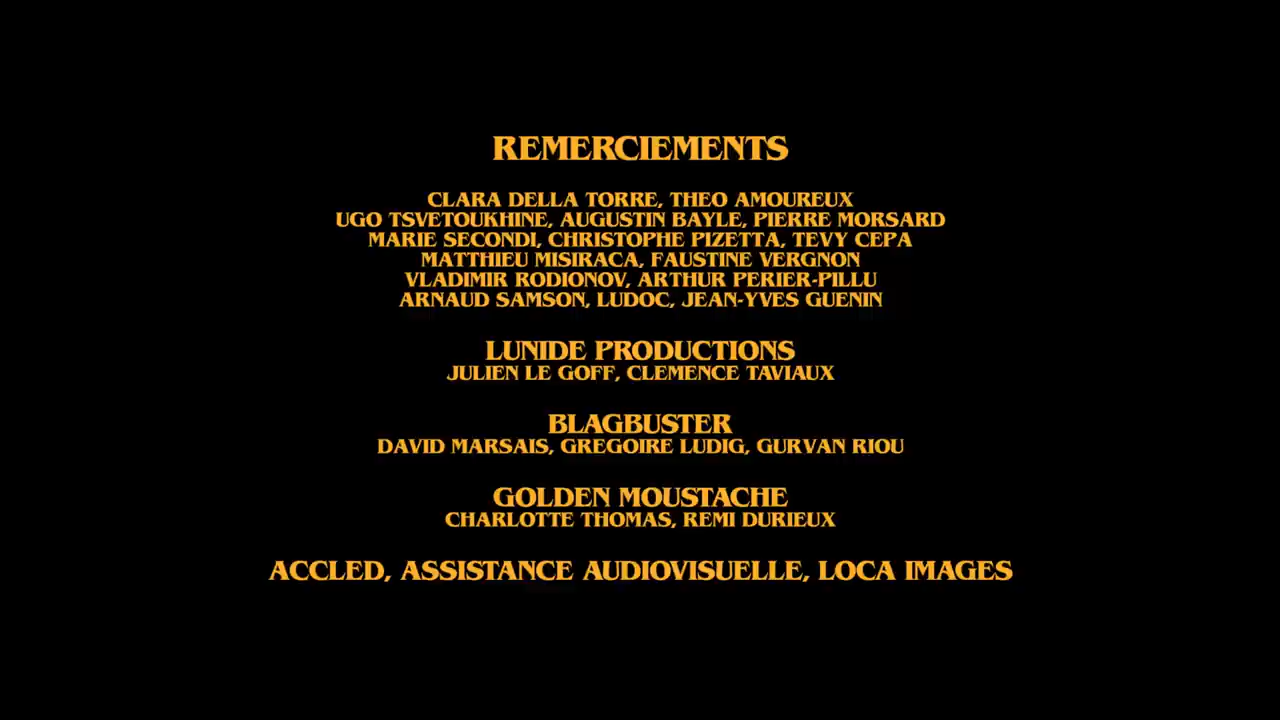 REMERCIEMENTS
CLARA DELLA TORRE, THEO AMOUREUX
UGO TSVETOUKHINE, AUGUSTIN BAYLE, PIERRE MORSARD
MARIE SECONDI, CHRISTOPHE PIZETTA, TEVY CEPA
MATTHIEU MISIRACA, FAUSTINE VERGNON
VLADIMIR RODIONOV, ARTHUR PERIER-PILLU
ARNAUD SAMSON, LUDOC, JEAN-YVES GUENIN
LUNIDE PRODUCTIONS
JULIEN LE GOFF, CLEMENCE TAVIAUX
BLAGBUSTER
DAVID MARSAIS, GREGOIRE LUDIG, GURVAN RIOU
GOLDEN MOUSTACHE
CHARLOTTE THOMAS, REMI DURIEUX
ACCLED, ASSISTANCE AUDIOVISUELLE, LOCA IMAGES